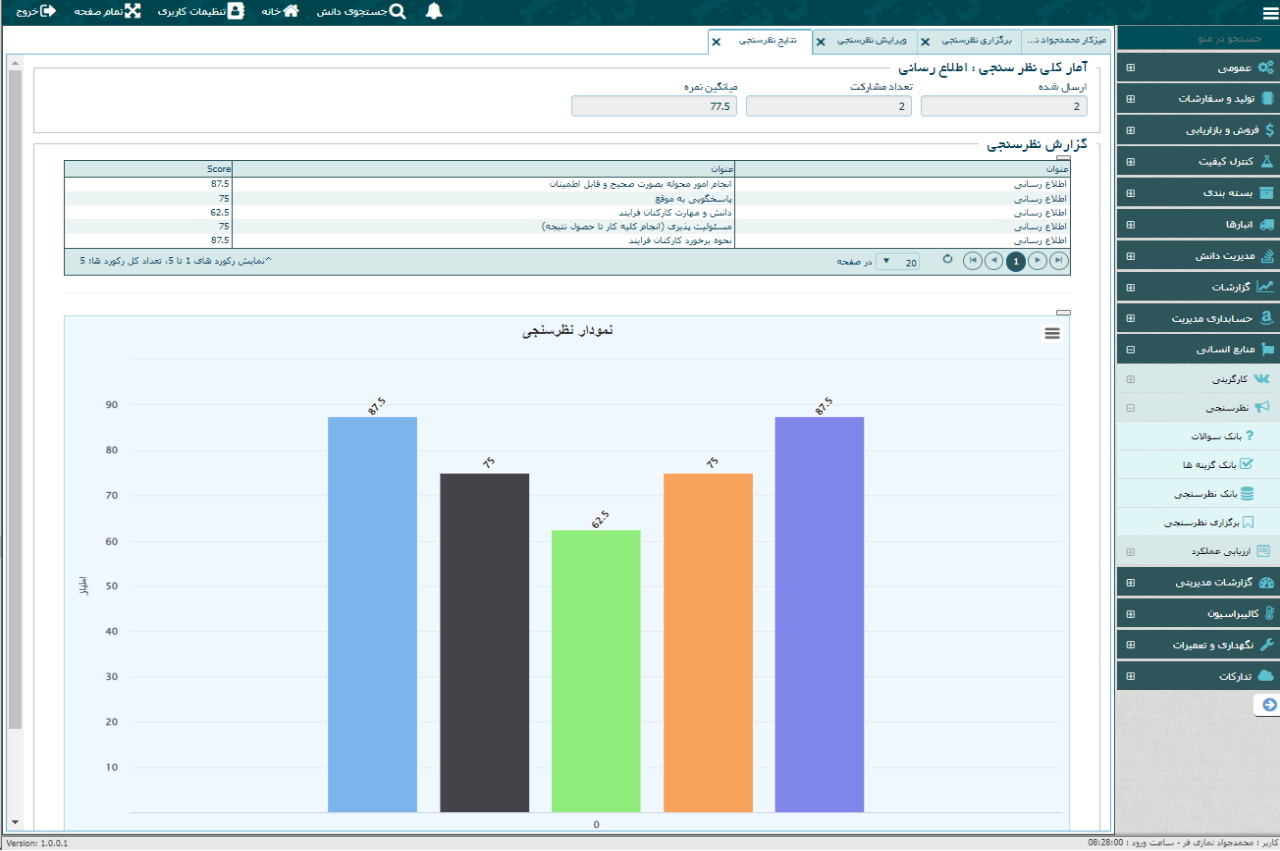 جستجوی دانش
خانه
تنظیمات کاربری
تمام صفحه
خروج
جستجو در منو
عمومی
تولید و سفارشات
فروش و بازاریابی
کنترل کیفیت
بسته بندی
انبارها
مدیریت دانش
گزارشات
حسابداری مدیریت
منابع انسانی
کارگزینی
نظرسنجی
بانک سوالات
بانک گزینه ها
بانک نظرسنجی
برگزاری نظرسنجی
ارزیابی عملکرد
گزارشات مدیریتی
کالیبراسیون
نگهداری و تعمیرات
تدارکات
میزکار محمدجواد نـ... برگزاری نظرسنجی ویرایش نظرسنجی نتایج نظرسنجی
آمار کلی نظر سنجی : اطلاع رسانی
ارسال شده تعداد مشارکت میانگین نمره
2 2 77.5
گزارش نظرسنجی
عنوان عنوان Score
اطلاع رسانی انجام امور محوله بصورت صحیح و قابل اطمینان 87.5
اطلاع رسانی پاسخگویی به موقع 75
اطلاع رسانی دانش و مهارت کارکنان فرایند 62.5
اطلاع رسانی مسئولیت پذیری (انجام کلیه کار تا حصول نتیجه) 75
اطلاع رسانی نحوه برخورد کارکنان فرایند 87.5
1 20 در صفحه نمایش رکورد های 1 تا 5، تعداد کل رکورد ها: 5^
نمودار نظرسنجی
87.5 75 62.5 75 87.5
90
80
70
60
50
40
30
20
10
امتیاز
0
کاربر : محمدجواد نمازی فر - ساعت ورود : 08:28:00
Version: 1.0.0.1